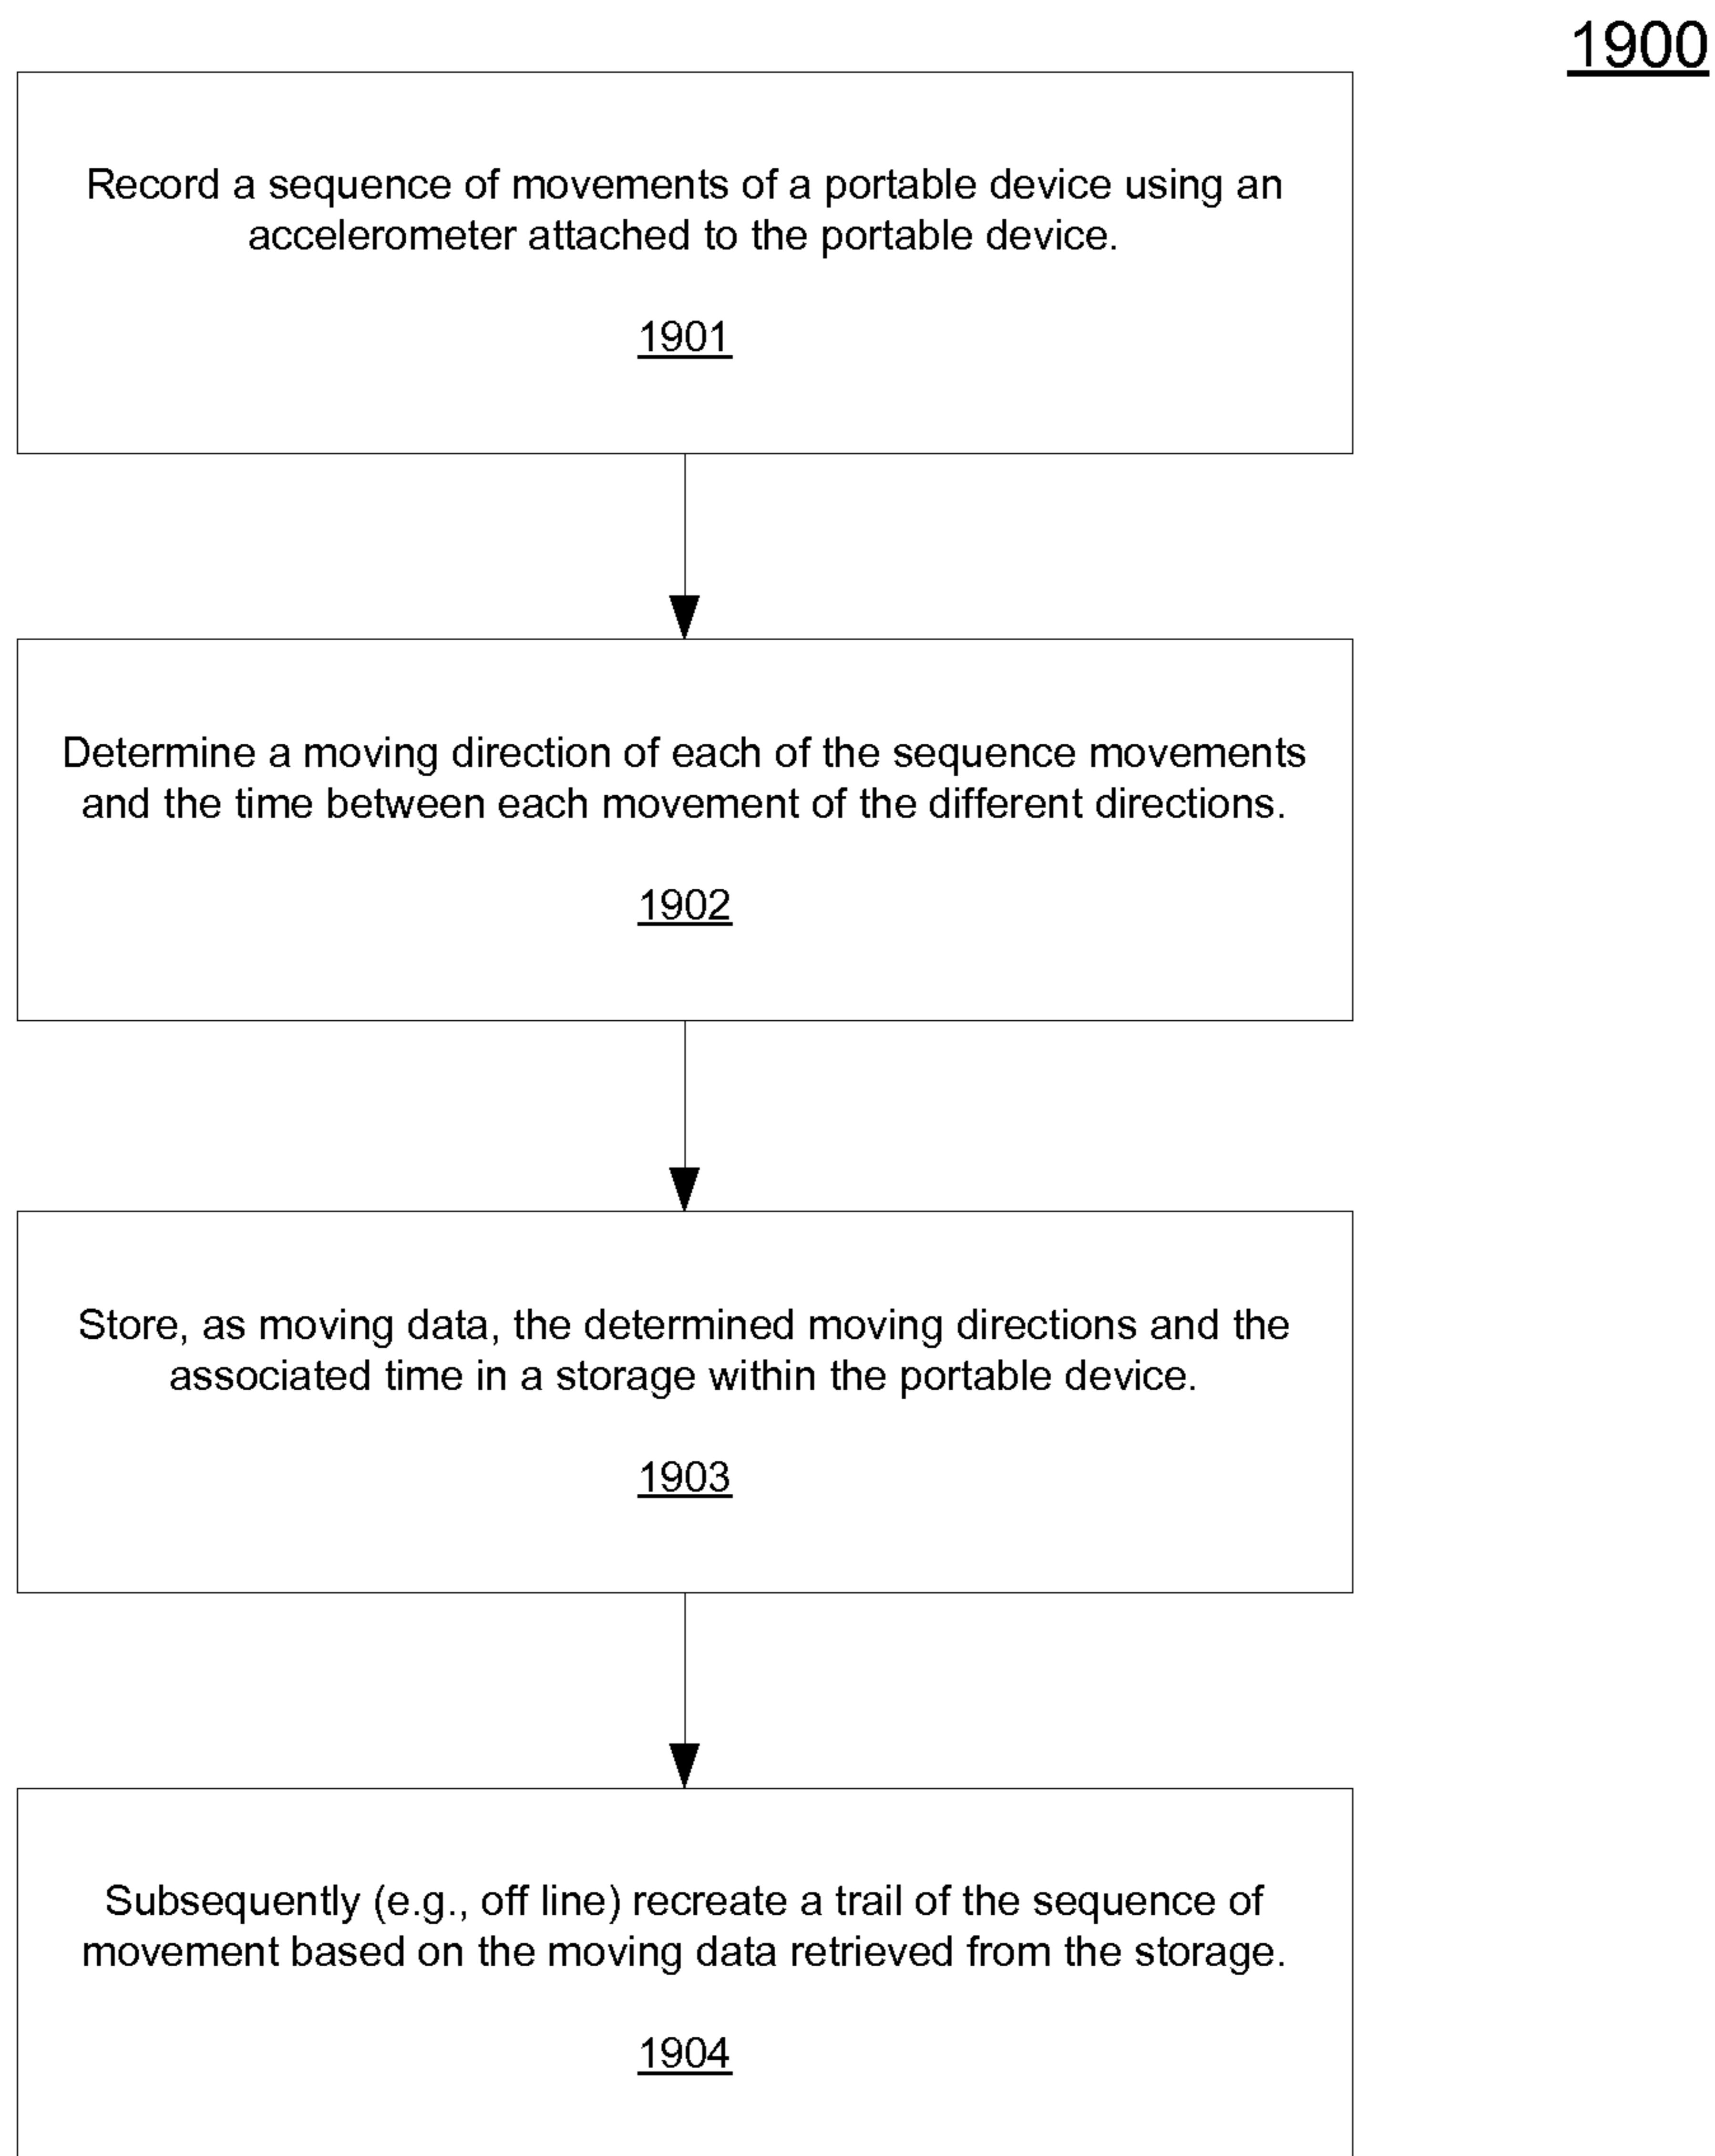 1900
Record a sequence of movements of a portable device using an
accelerometer attached to the portable device.
1901
Determine a moving direction of each of the sequence movements
and the time between each movement of the different directions.
1902
Store, as moving data, the determined moving directions and the
associated time in a storage within the portable device.
1903
Subsequently (e.g., off line) recreate a trail of the sequence of
movement based on the moving data retrieved from the storage.
1904